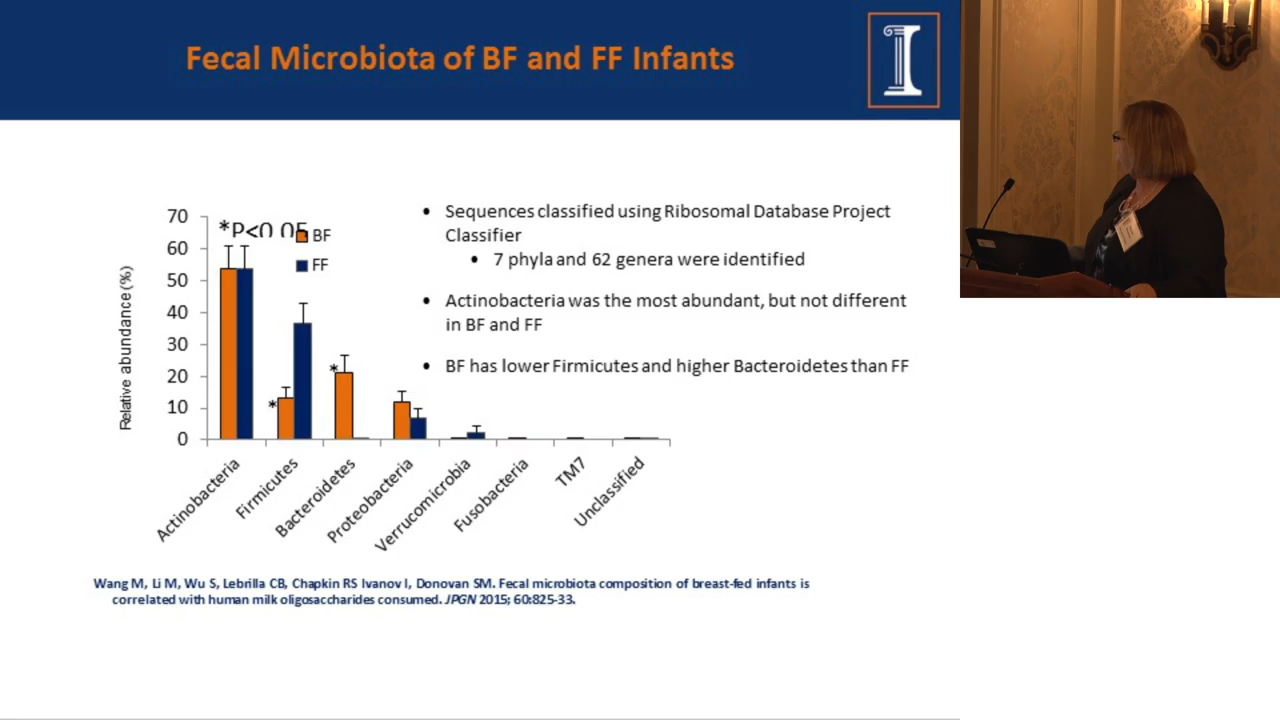 Fecal Microbiota of BF and FF Infants
I
*P<0.05
BF
FF
70
60
50
40
30
20
10
0
Relative abundance (%)
Actinobacteria
Firmicutes
Bacteroidetes
Proteobacteria
Verrucomicrobia
Fusobacteria
TM7
Unclassified
*
*
• Sequences classified using Ribosomal Database Project
Classifier
• 7 phyla and 62 genera were identified
• Actinobacteria was the most abundant, but not different
in BF and FF
• BF has lower Firmicutes and higher Bacteroidetes than FF
Wang M, Li M, Wu S, Lebrilla CB, Chapkin RS Ivanov I, Donovan SM. Fecal microbiota composition of breast-fed infants is
correlated with human milk oligosaccharides consumed. JPGN 2015; 60:825-33.